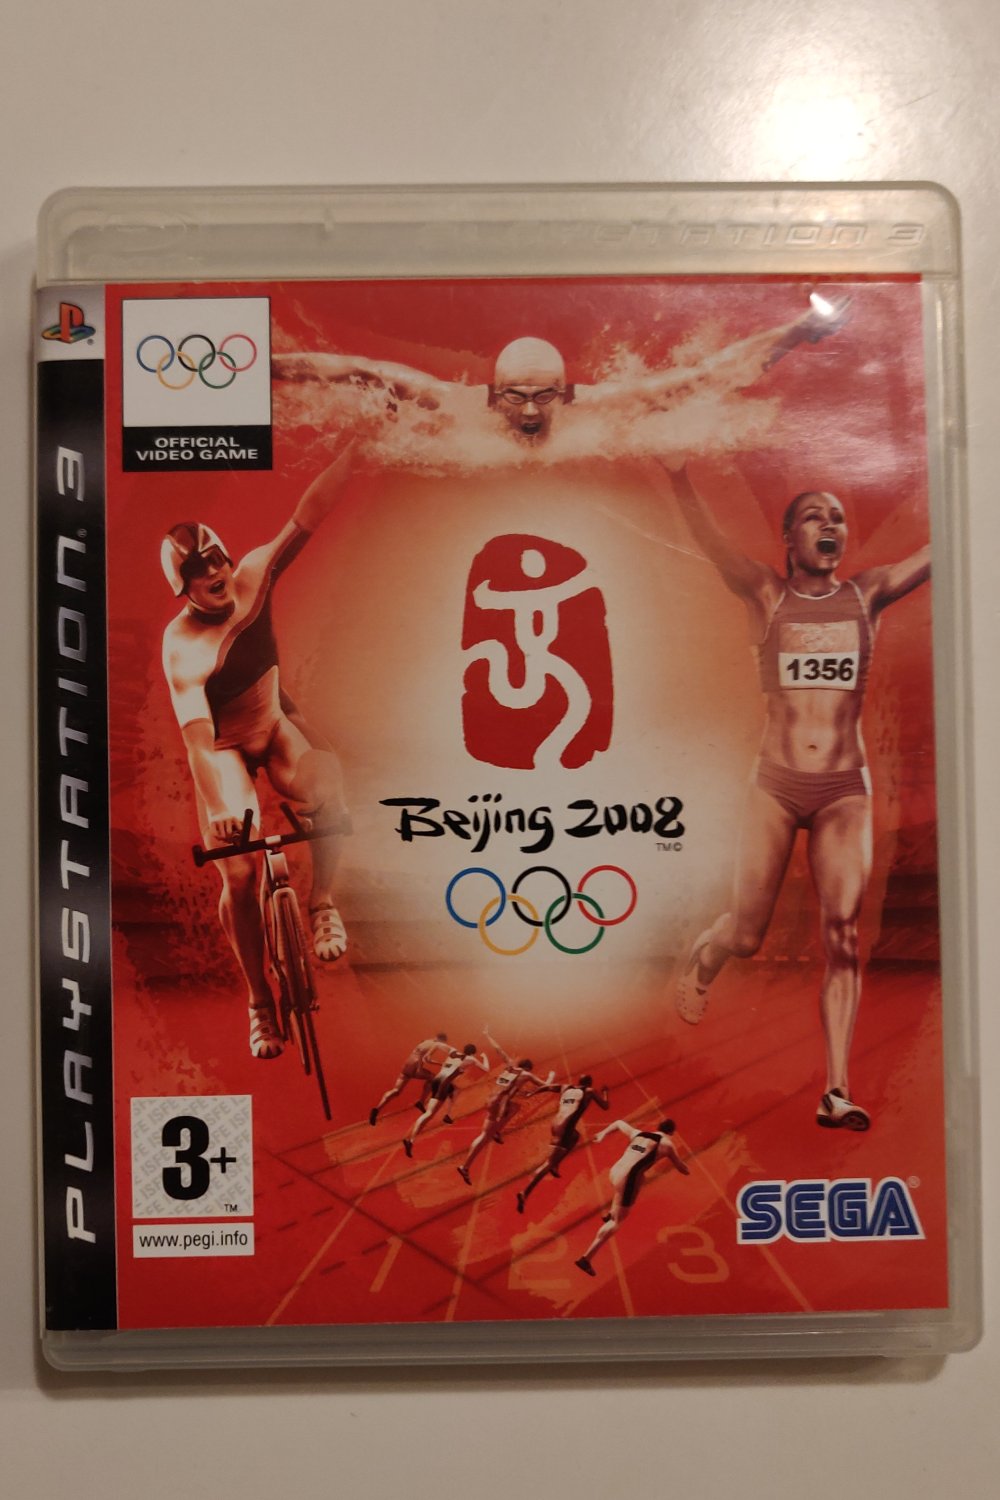 PLAYSTATION 3
PLAYSTATION®3
OFFICIAL
VIDEO GAME
1356
Beijing 2008
TM©
3+
TM
www.pegi.info
1 2 3
SEGA®